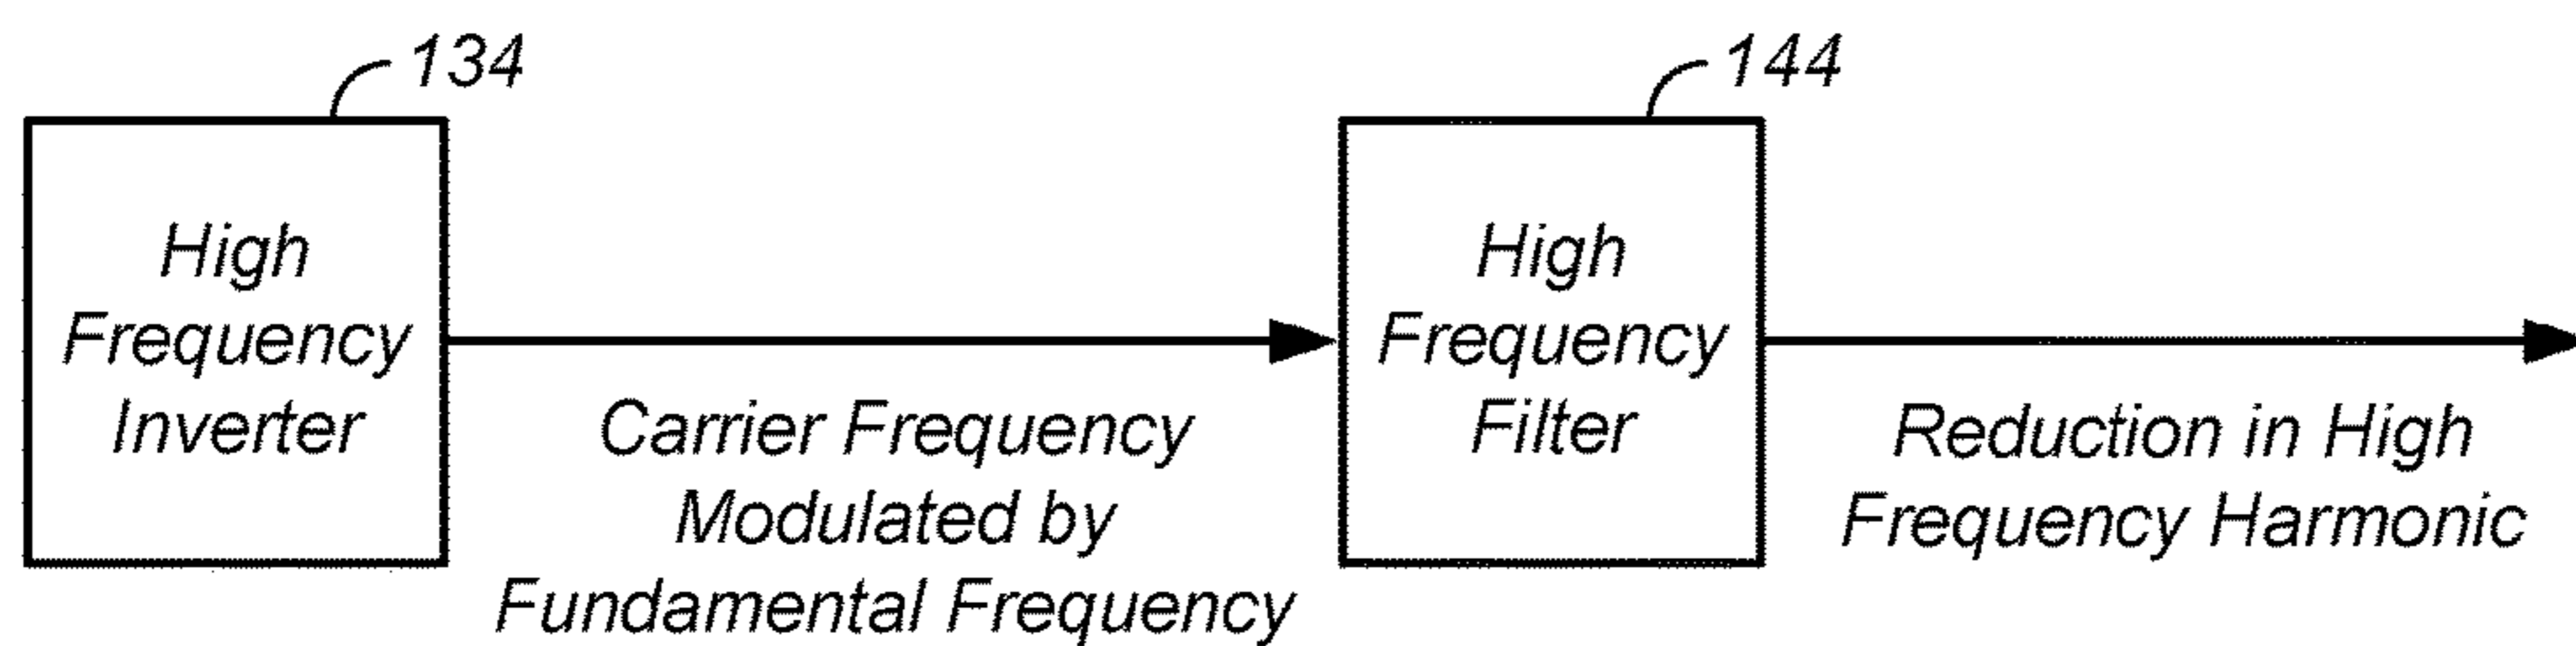 134
144
High
Frequency
Inverter
Carrier Frequency
Modulated by
Fundamental Frequency
High
Frequency
Filter
Reduction in High
Frequency Harmonic